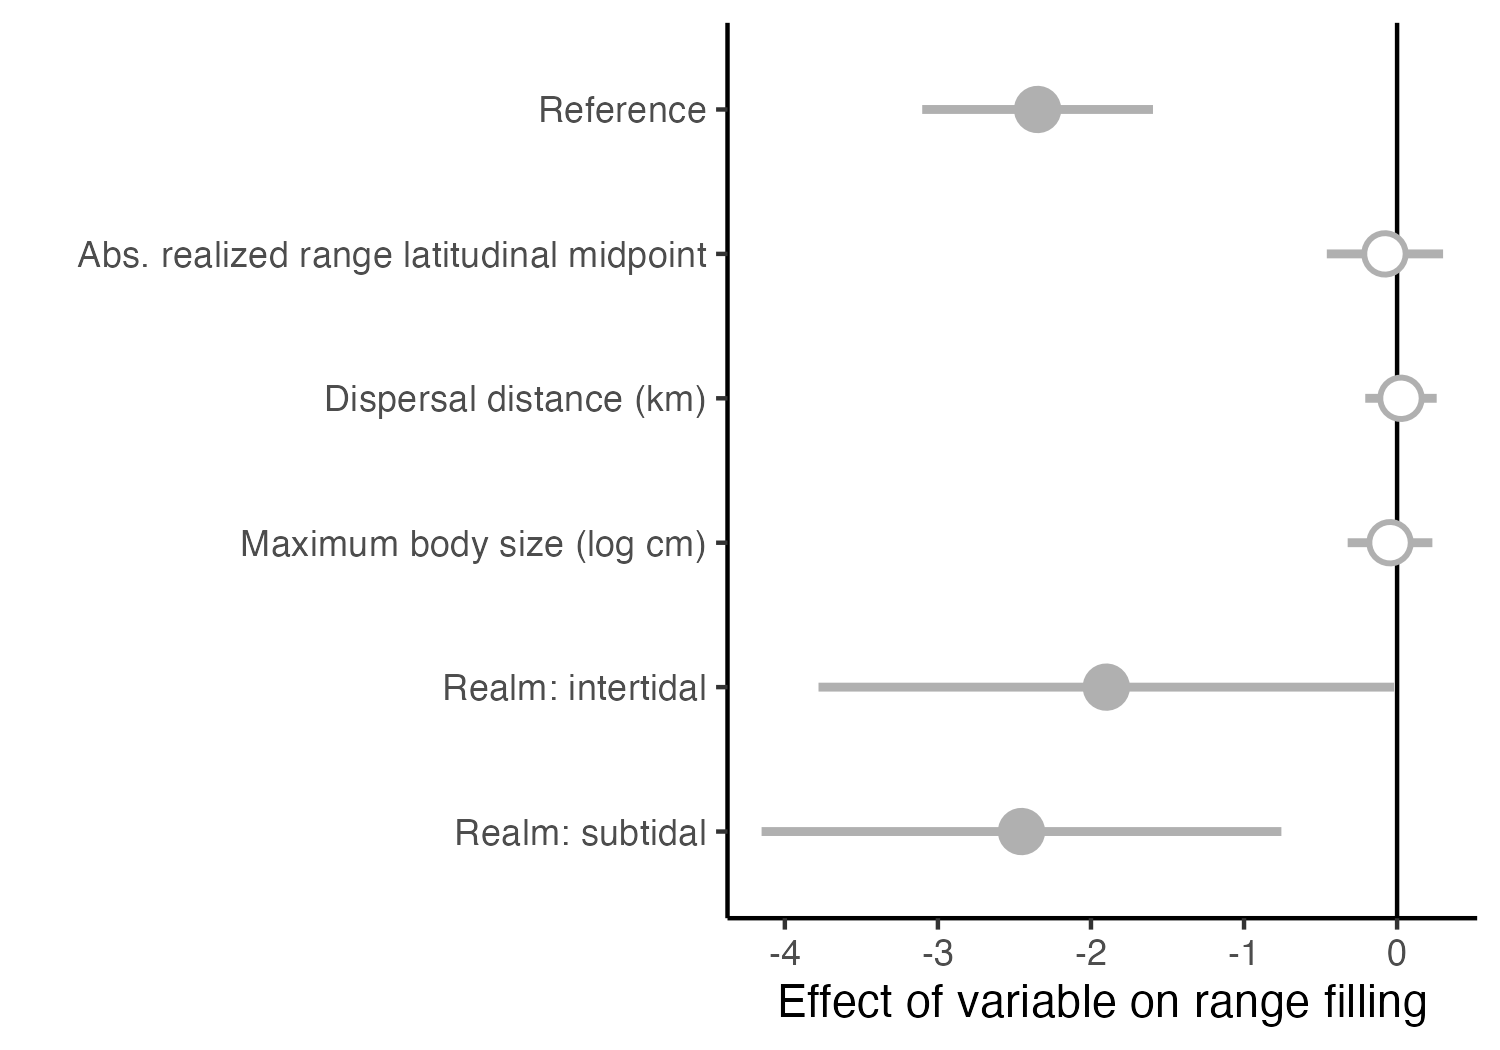 Reference
Abs. realized range latitudinal midpoint
Dispersal distance (km)
Maximum body size (log cm)
Realm: intertidal
Realm: subtidal
-4 -3 -2 -1 0
Effect of variable on range filling